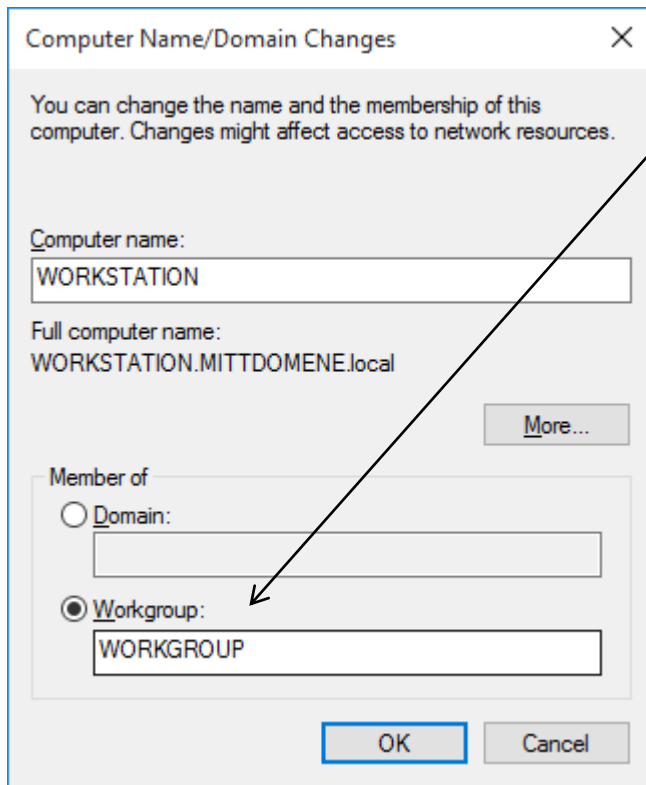 Computer Name/Domain Changes
You can change the name and the membership of this
computer. Changes might affect access to network resources.
Computer name:
WORKSTATION
Full computer name:
WORKSTATION.MITTDOMENE.local
More...
Member of
Domain:
Workgroup:
WORKGROUP
OK
Cancel